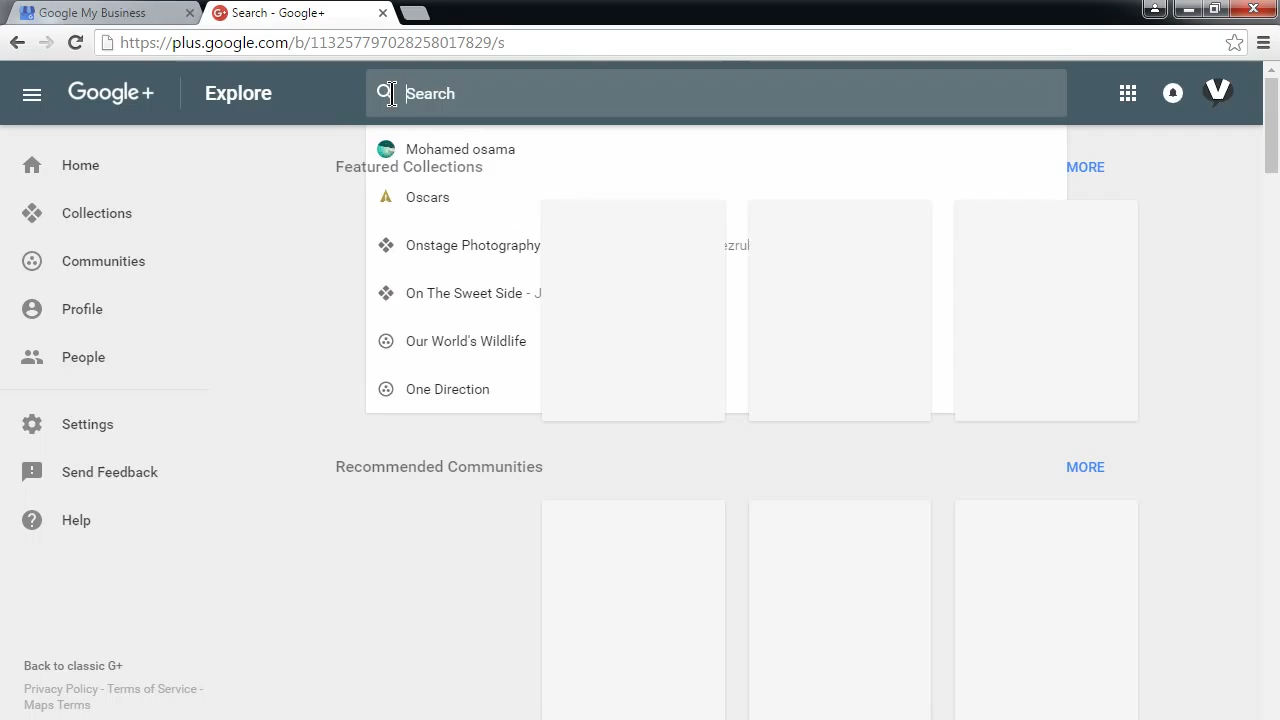 Google My Business
Search - Google+
https://plus.google.com/b/113257797028258017829/s
Google+
Explore
Search
Home
Collections
Communities
Profile
People
Settings
Send Feedback
Help
Back to classic G+
Privacy Policy - Terms of Service -
Maps Terms
Mohamed osama
Featured Collections
MORE
Oscars
Onstage Photography
On The Sweet Side - J
Our World's Wildlife
One Direction
Recommended Communities
MORE